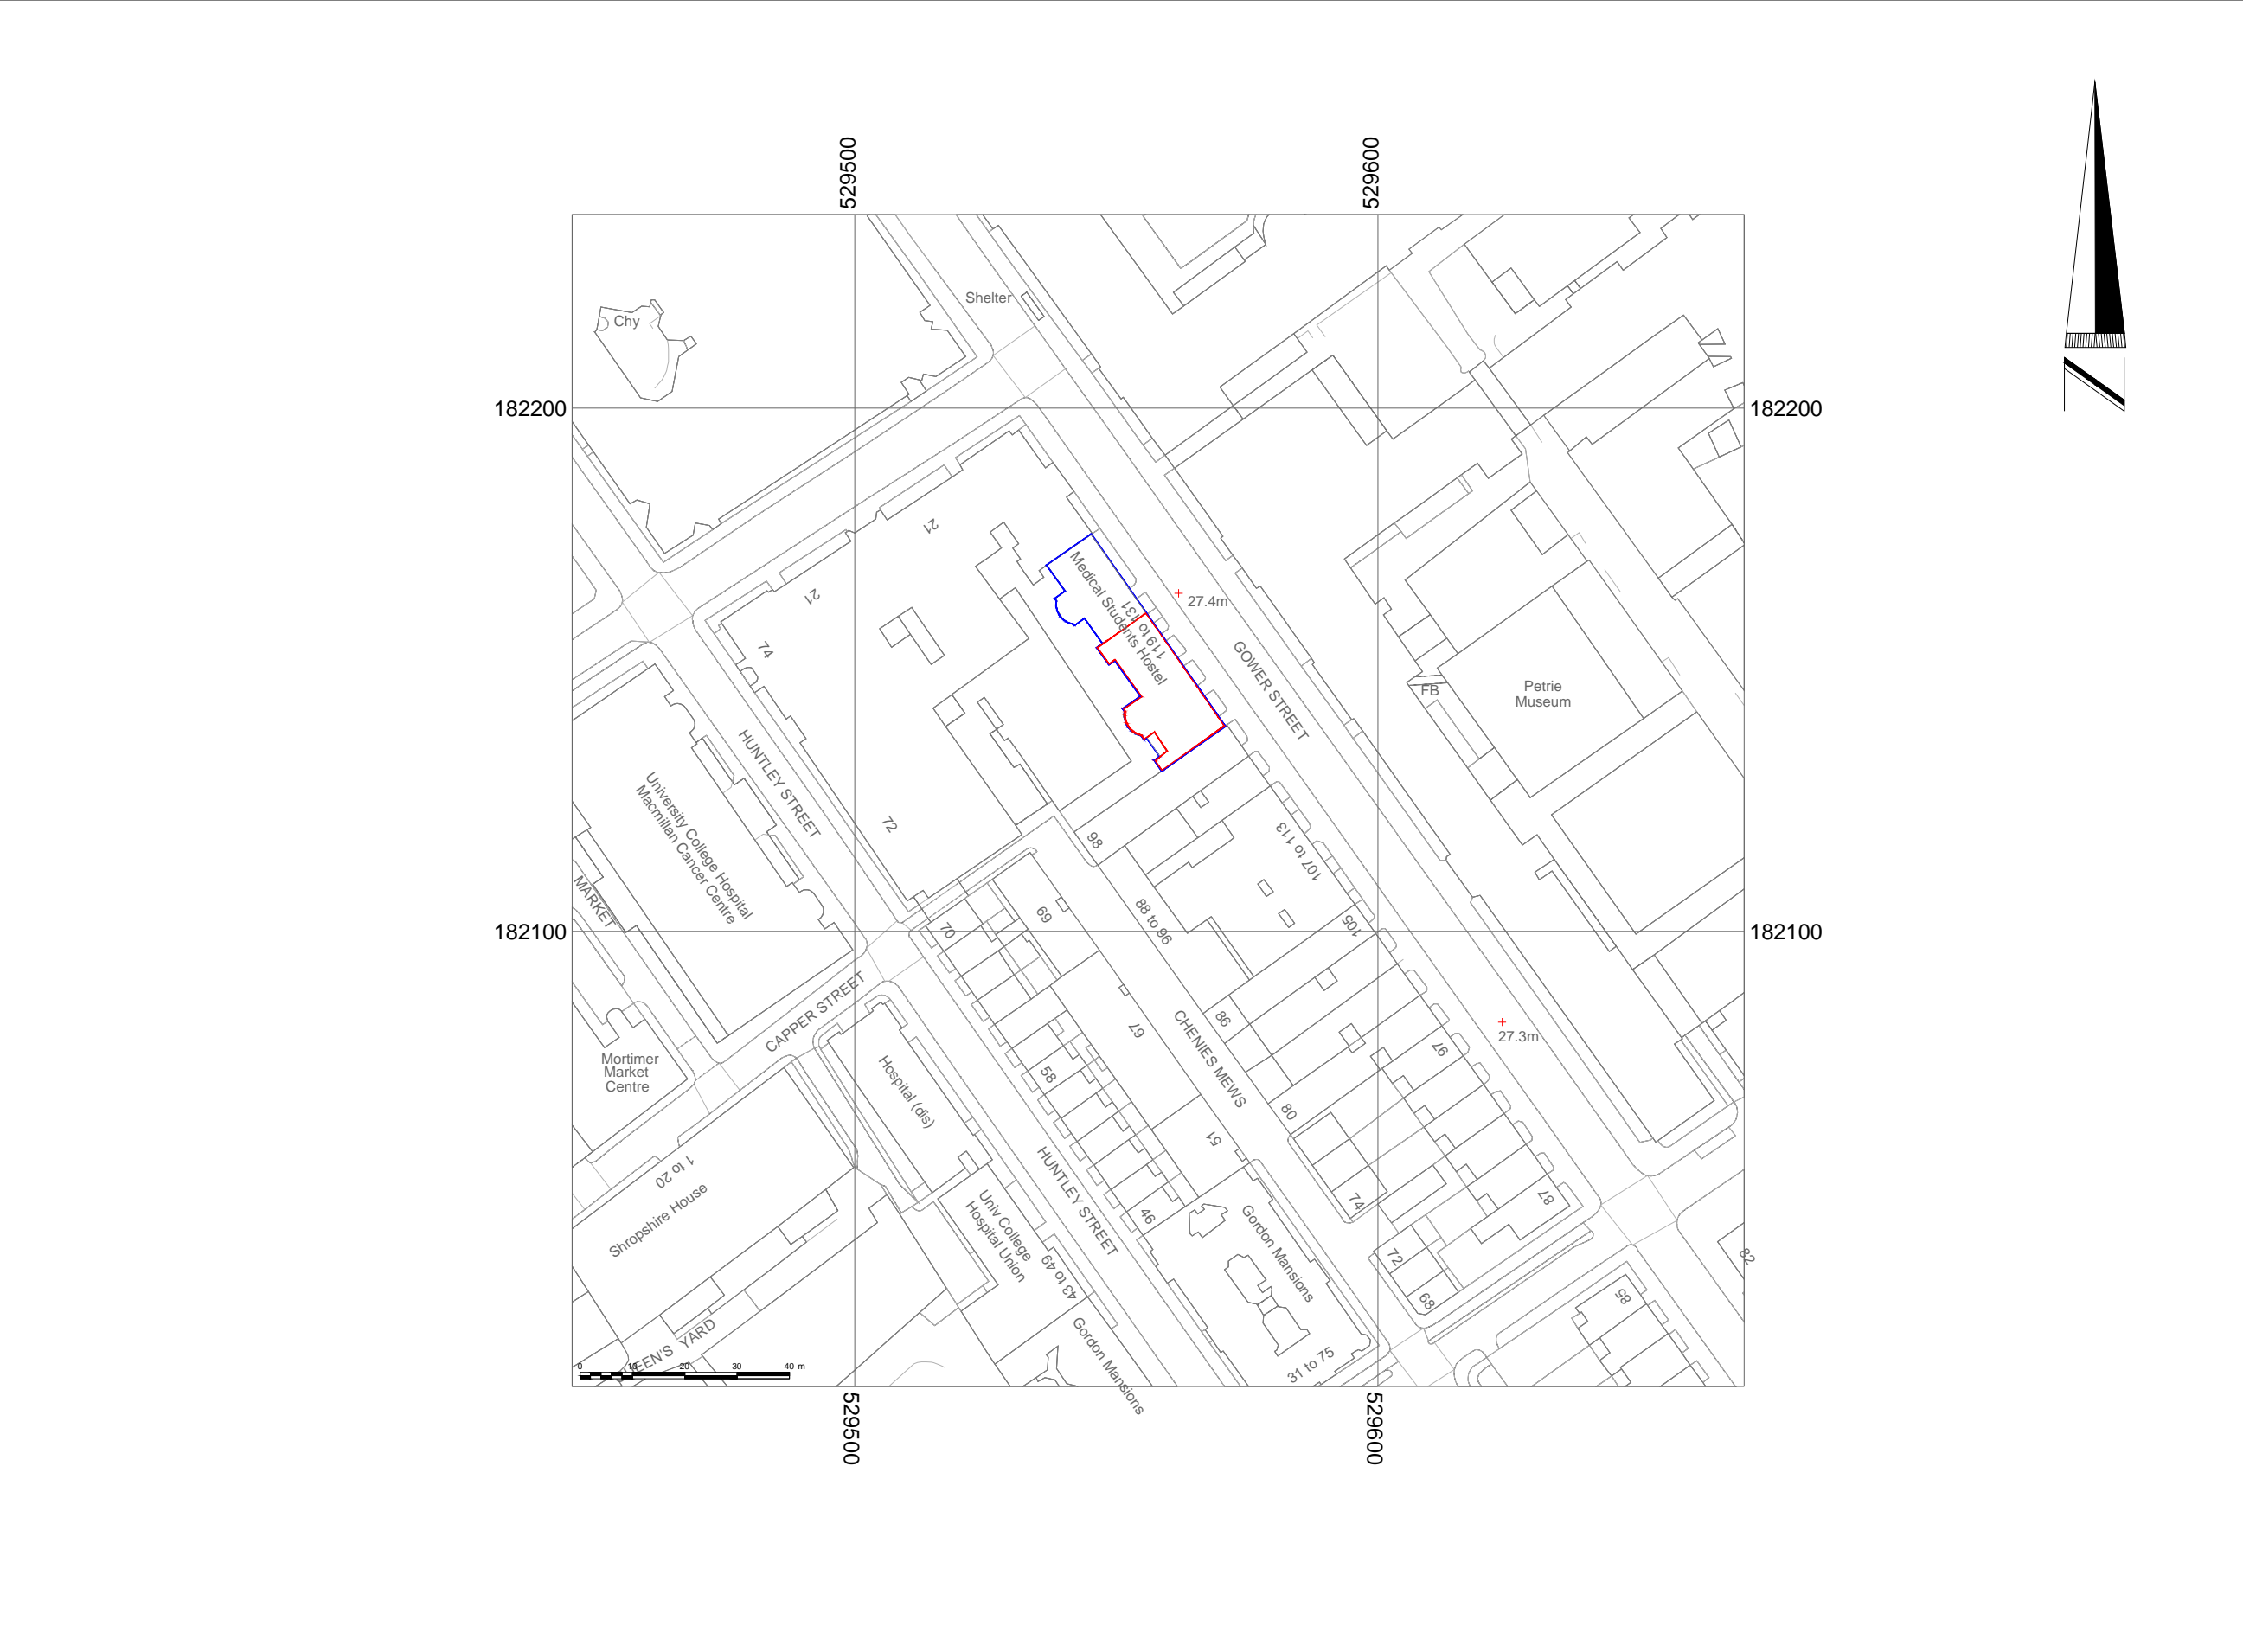 529500
529600
Shelter
Chy
182200
182200
21
21
Medical Students Hostel
119 to 131
27.4m
GOWER STREET
74
FB
Petrie
Museum
HUNTLEY STREET
University College Hospital
Macmillan Cancer Centre
72
98
107 to 113
MARKET
88 to 96
69
70
105
182100
182100
CAPPER STREET
86
67
CHENIES MEWS
97
27.3m
Mortimer
Market
Centre
Hospital (dis)
58
80
51
1 to 20
Shropshire House
HUNTLEY STREET
46
74
87
Univ College
Hospital Union
43 to 49
Gordon Mansions
72
68
82
85
YARD
Gordon Mansions
31 to 75
0
10
20
30
40 m
529500
529600
N